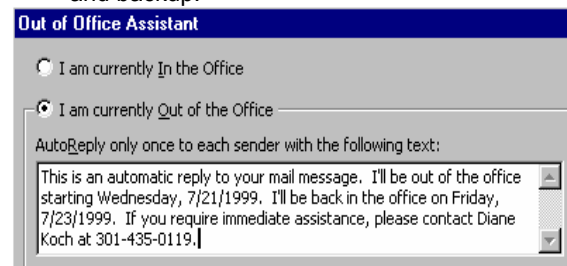 and backup.
Out of Office Assistant
I am currently In the Office
I am currently Out of the Office
AutoReply only once to each sender with the following text:
This is an automatic reply to your mail message. I'll be out of the office
starting Wednesday, 7/21/1999. I'll be back in the office on Friday,
7/23/1999. If you require immediate assistance, please contact Diane
Koch at 301-435-0119.